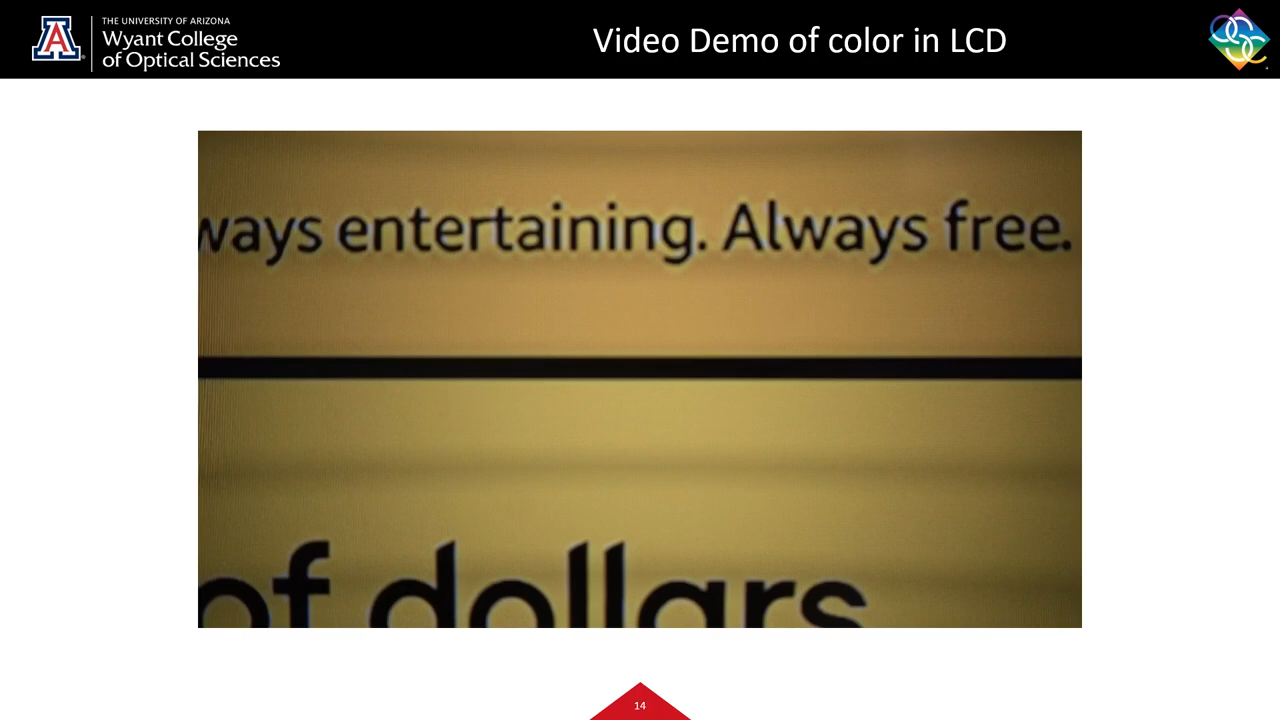 THE UNIVERSITY OF ARIZONA
Wyant College
of Optical Sciences
Video Demo of color in LCD
ways entertaining. Always free.
of dollars
14